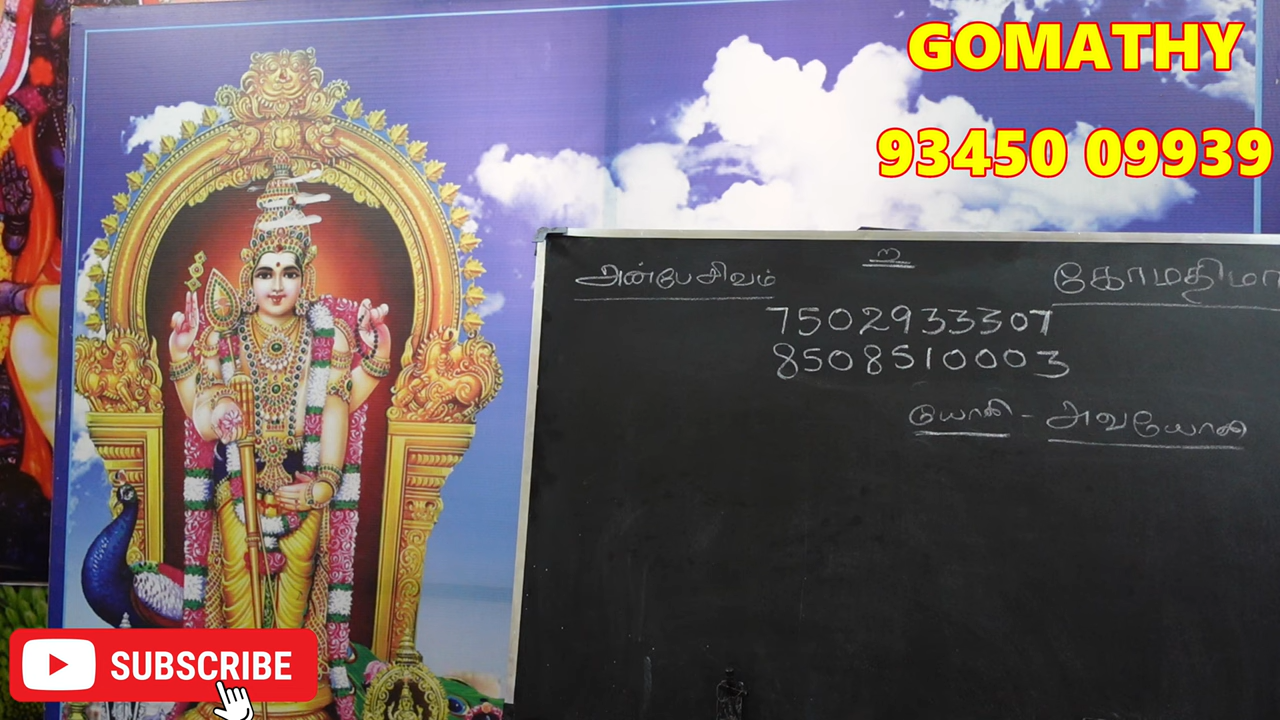 GOMATHY
93450 09939
உ
அன்பே சிவம்
கோமதிமா
7502933307
8508510003
அவயோகி
SUBSCRIBE